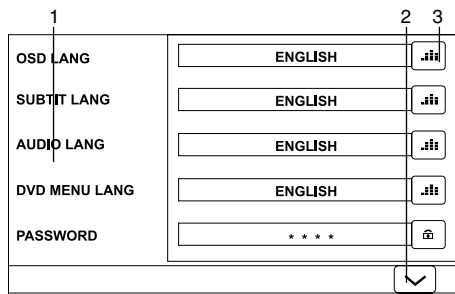 1 2 3
OSD LANG ENGLISH
SUBTIT LANG ENGLISH
AUDIO LANG ENGLISH
DVD MENU LANG ENGLISH
PASSWORD * * * *